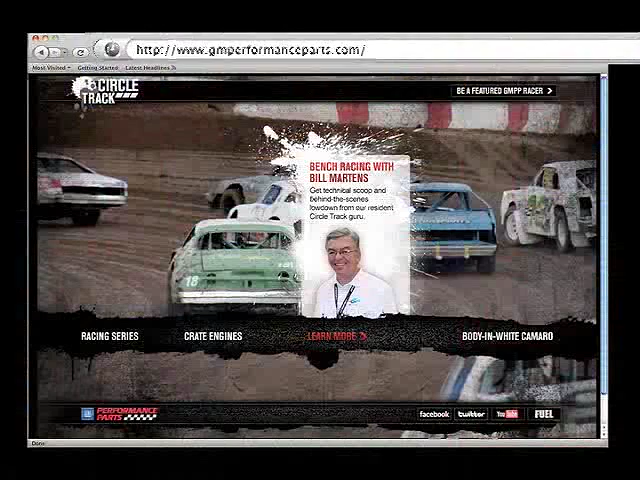 http://www.gmperformanceparts.com/
Most Visited Getting Started Latest Headlines
CIRCLE
TRACK
BE A FEATURED GMPP RACER >
BENCH RACING WITH
BILL MARTENS
Get technical scoop and
behind-the-scenes
lowdown from our resident
Circle Track guru.
18
RACING SERIES CRATE ENGINES LEARN MORE BODY-IN-WHITE CAMARO
GM PERFORMANCE
PARTS
facebook twitter YouTube FUEL
Done